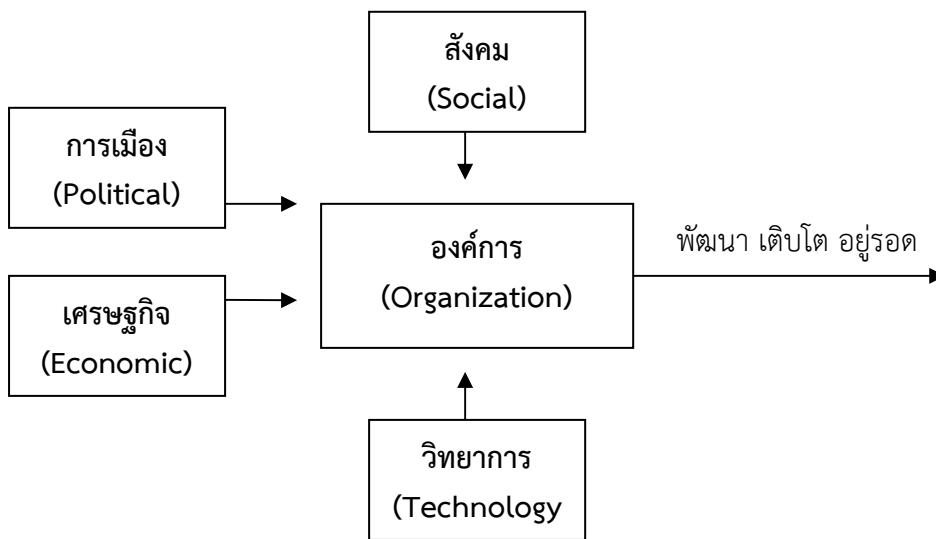 สังคม
(Social)
การเมือง
(Political)
องค์การ
(Organization)
พัฒนา เติบโต อยู่รอด
เศรษฐกิจ
(Economic)
วิทยาการ
(Technology